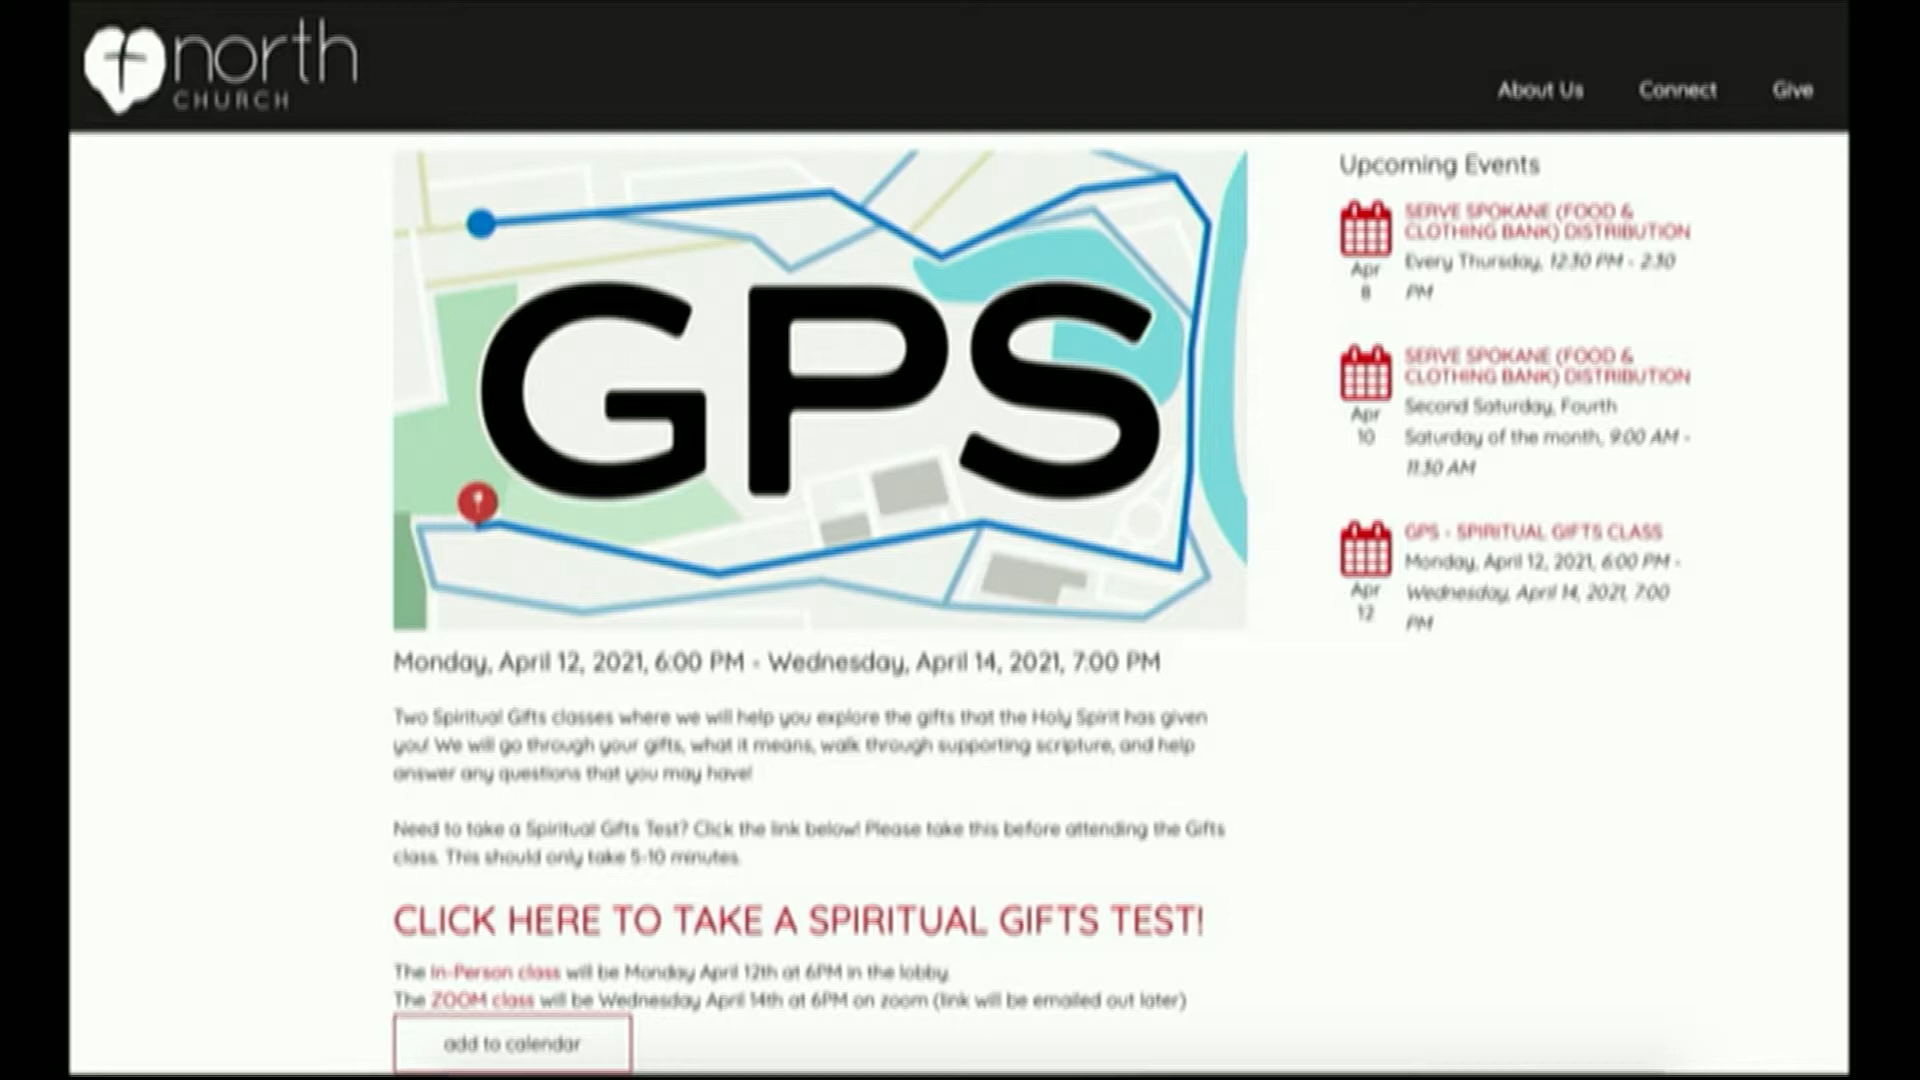 north
CHURCH
About Us
Connect
Give
GPS
Monday, April 12, 2021, 6:00 PM - Wednesday, April 14, 2021, 7:00 PM
Two Spiritual Gifts classes where we will help you explore the gifts that the Holy Spirit has given
you! We will go through your gifts, what it means, walk through supporting scripture, and help
answer any questions that you may have!
Need to take a Spiritual Gifts Test? Click the link below! Please take this before attending the Gifts
class. This should only take 5-10 minutes.
CLICK HERE TO TAKE A SPIRITUAL GIFTS TEST!
The In-Person class will be Monday April 12th at 6PM in the lobby.
The ZOOM class will be Wednesday April 14th at 6PM on zoom (link will be emailed out later)
add to calendar
Upcoming Events
Apr
8
SERVE SPOKANE (FOOD &
CLOTHING BANK) DISTRIBUTION
Every Thursday, 12:30 PM - 2:30
PM
Apr
10
SERVE SPOKANE (FOOD &
CLOTHING BANK) DISTRIBUTION
Second Saturday, Fourth
Saturday of the month, 9:00 AM -
11:30 AM
Apr
12
GPS - SPIRITUAL GIFTS CLASS
Monday, April 12, 2021, 6:00 PM -
Wednesday, April 14, 2021, 7:00
PM